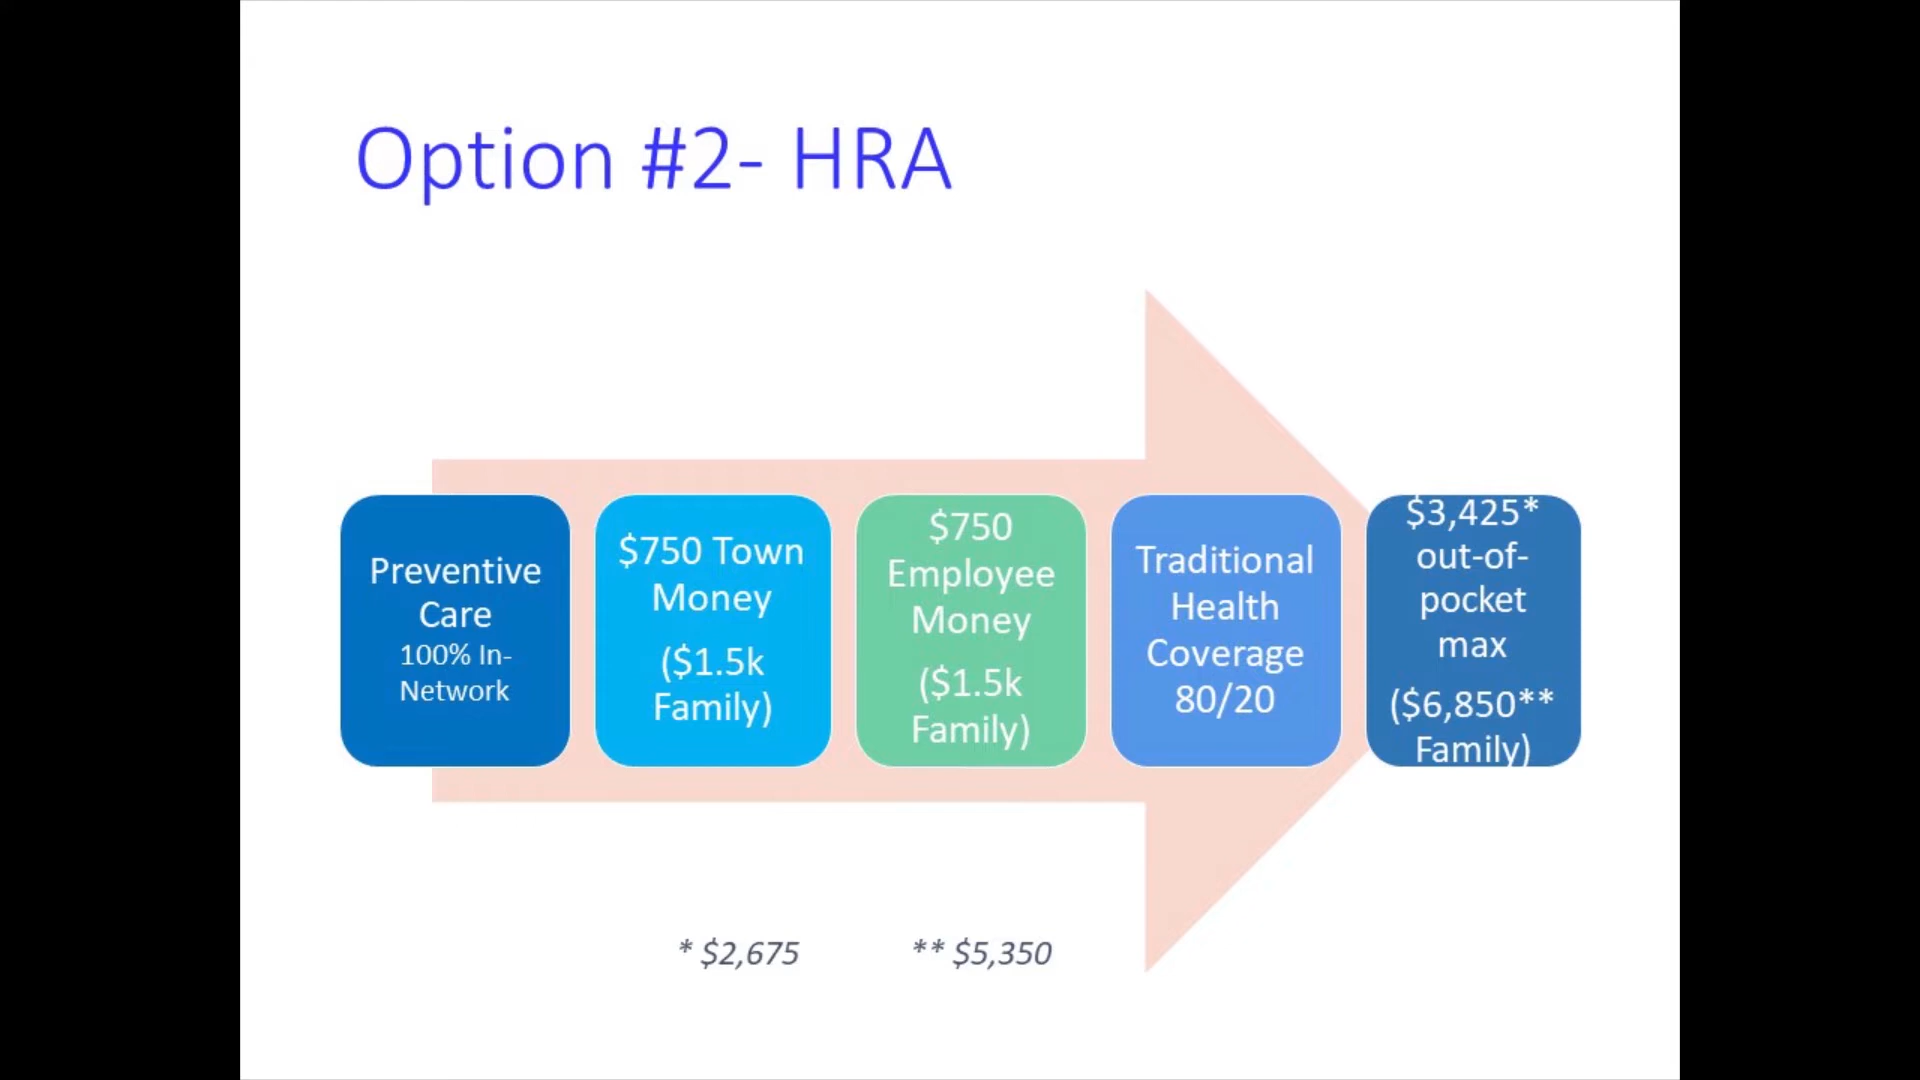 Option #2- HRA
Preventive
Care
100% In-
Network
$750 Town
Money
($1.5k
Family)
$750
Employee
Money
($1.5k
Family)
Traditional
Health
Coverage
80/20
$3,425*
out-of-
pocket
max
($6,850**
Family)
* $2,675
** $5,350